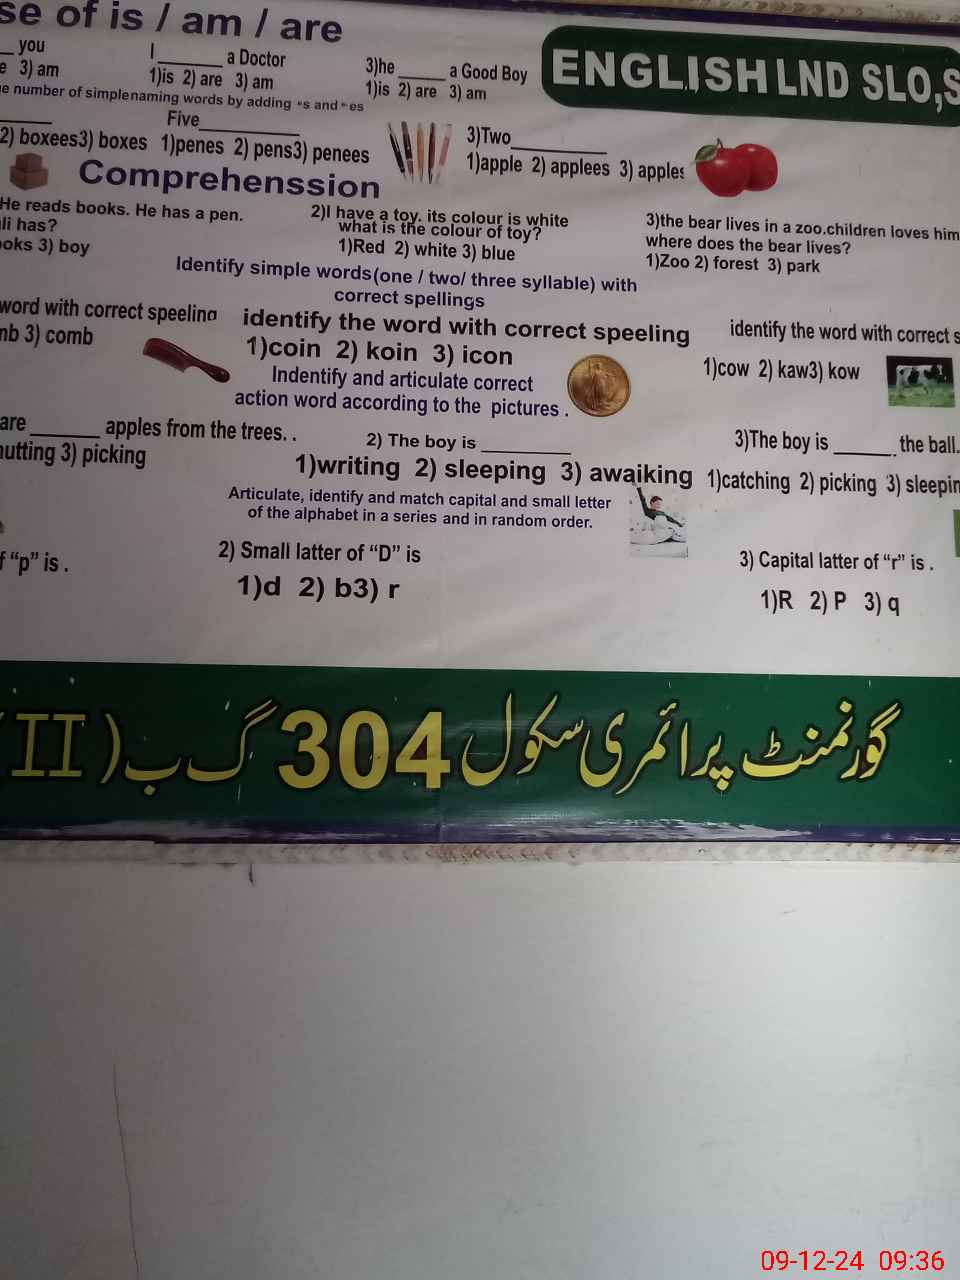 se of is / am / are
ENGLISH LND SLO,S
you I ______ a Doctor 3)he _____ a Good Boy
e 3) am 1)is 2) are 3) am 1)is 2) are 3) am
e number of simplenaming words by adding "s and " es
Five__________ 3)Two__________
2) boxees3) boxes 1)penes 2) pens3) penees 1)apple 2) applees 3) apples
Comprehenssion
He reads books. He has a pen. 2)I have a toy. its colour is white 3)the bear lives in a zoo.children loves him
li has? what is the colour of toy? where does the bear lives?
ooks 3) boy 1)Red 2) white 3) blue 1)Zoo 2) forest 3) park
Identify simple words(one / two/ three syllable) with
correct spellings
word with correct speeling identify the word with correct speeling identify the word with correct s
mb 3) comb 1)coin 2) koin 3) icon 1)cow 2) kaw3) kow
Indentify and articulate correct
action word according to the pictures .
are ______ apples from the trees. . 2) The boy is _________ 3)The boy is ______ the ball.
nutting 3) picking 1)writing 2) sleeping 3) awaiking 1)catching 2) picking 3) sleepin
Articulate, identify and match capital and small letter
of the alphabet in a series and in random order.
f “p” is . 2) Small latter of “D” is 3) Capital latter of “r” is .
1)d 2) b3) r 1)R 2) P 3) q
گورنمنٹ پرائمری سکول 304 گ ب (II)
09-12-24 09:36